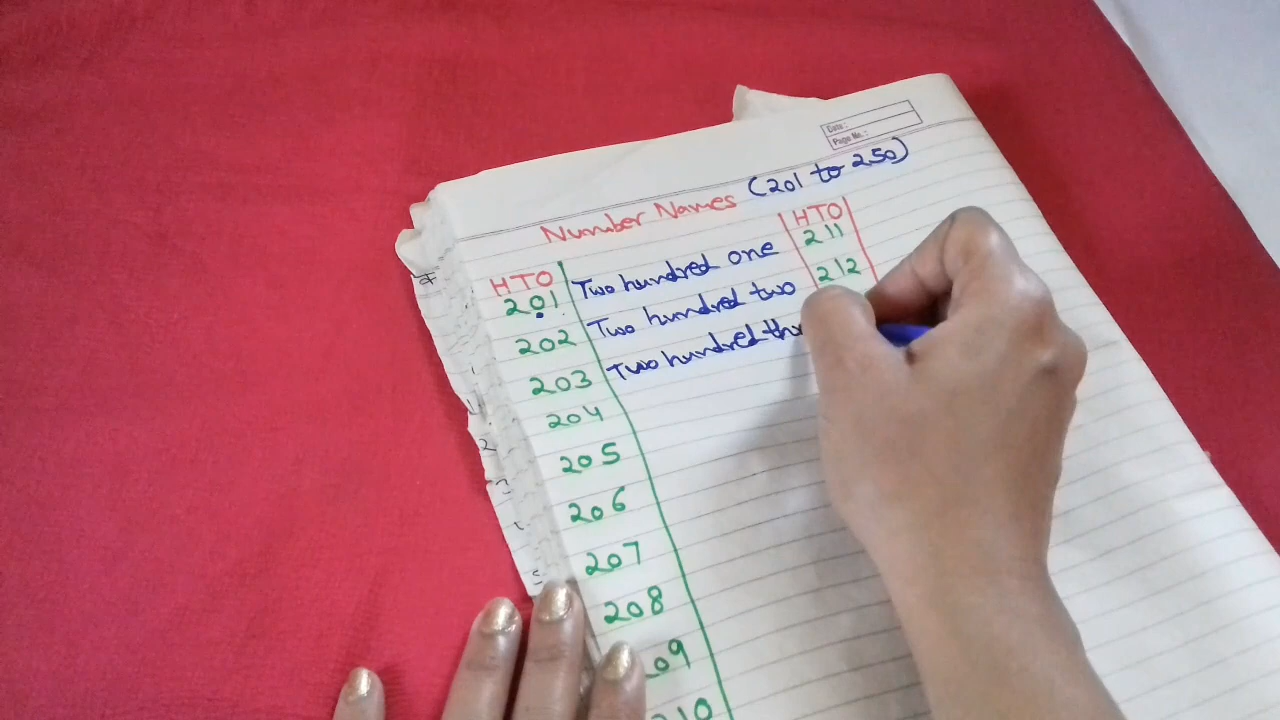 Date :
Page No. :
Number Names (201 to 250)
HTO HTO
201 Two hundred one 211
202 Two hundred two 212
203 Two hundred
204
205
206
207
208